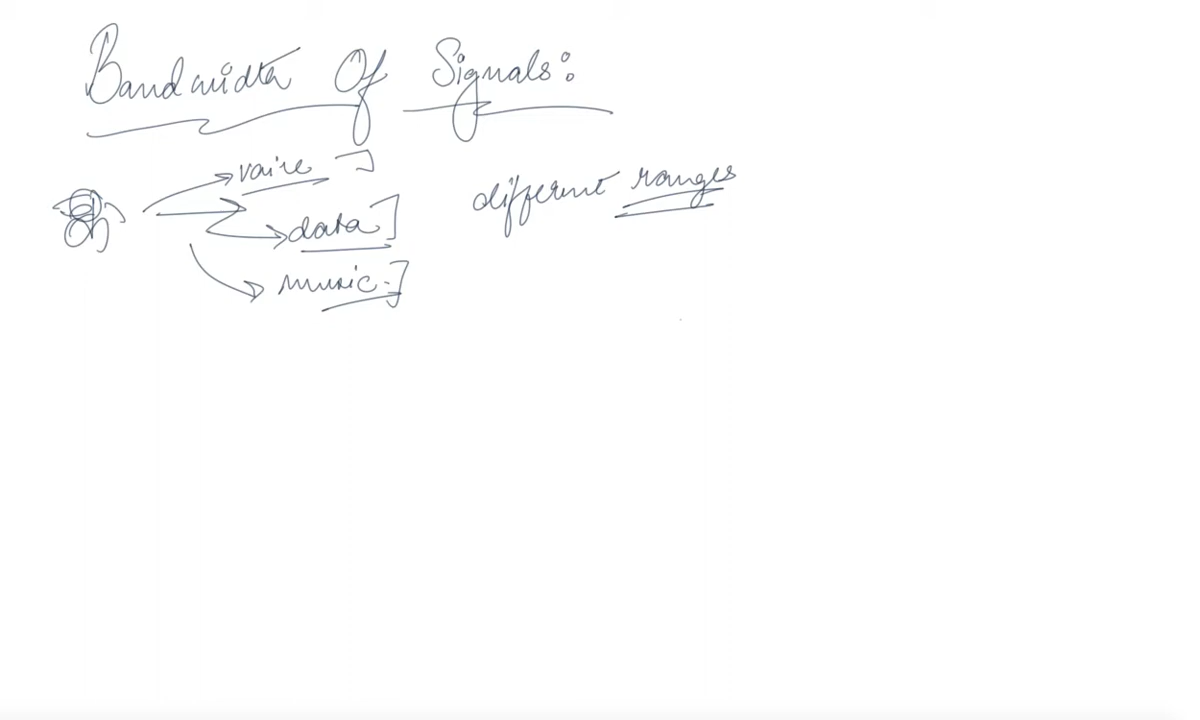 Bandwidth Of Signals:
voice ]
different ranges
data ]
music. ]